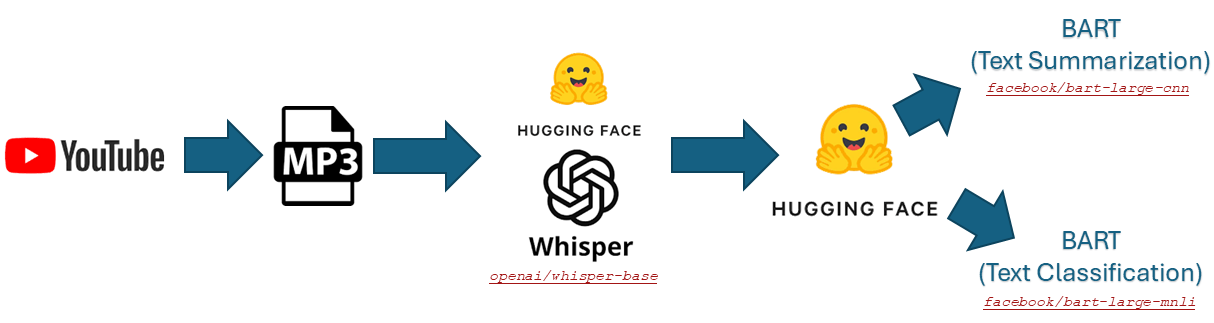 YouTube
MP3
HUGGING FACE
Whisper
openai/whisper-base
HUGGING FACE
BART
(Text Summarization)
facebook/bart-large-cnn
BART
(Text Classification)
facebook/bart-large-mnli